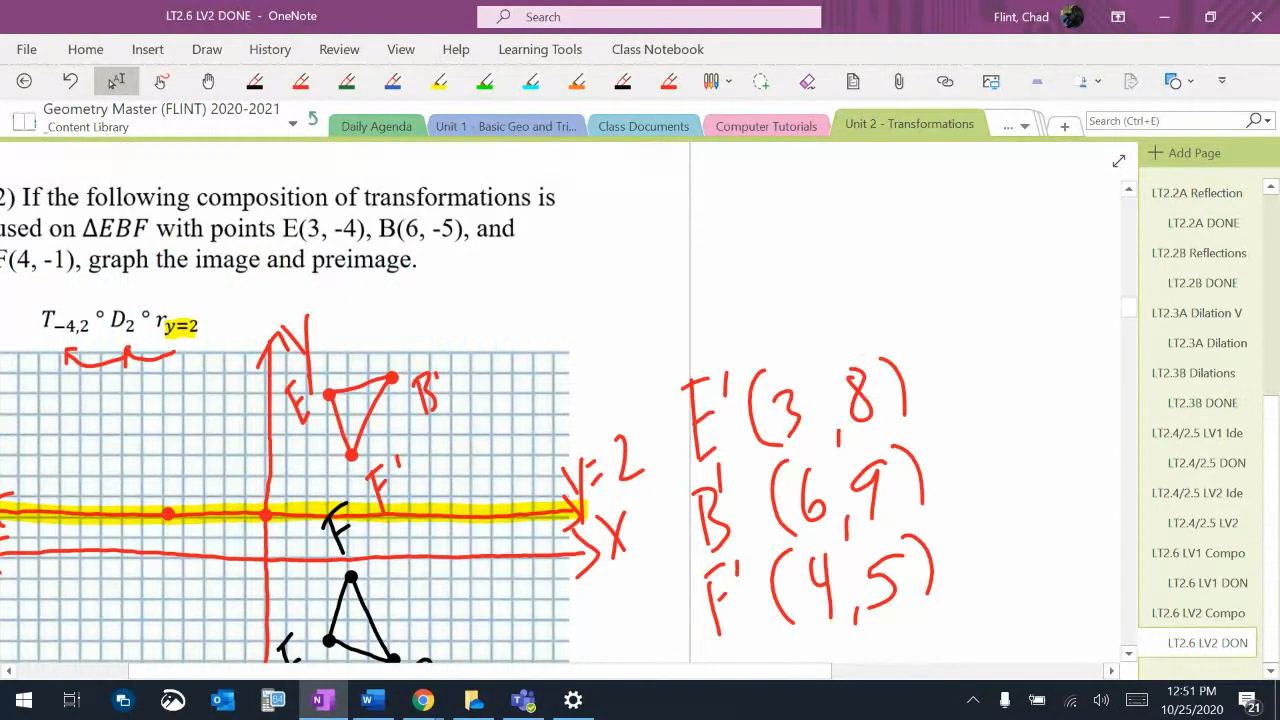 LT2.6 LV2 DONE - OneNote
Search
Flint, Chad
File Home Insert Draw History Review View Help Learning Tools Class Notebook
Geometry Master (FLINT) 2020-2021
_Content Library
Daily Agenda
Unit 1 - Basic Geo and Tri...
Class Documents
Computer Tutorials
Unit 2 - Transformations
...
Search (Ctrl+E)
Add Page
2) If the following composition of transformations is
used on ΔEBF with points E(3, -4), B(6, -5), and
F(4, -1), graph the image and preimage.
T₋₄,₂ ° D₂ ° r y=2
y
E'
B'
F'
y=2
X
F
E
E' (3,8)
B' (6,9)
F' (4,5)
LT2.2A Reflection
LT2.2A DONE
LT2.2B Reflections
LT2.2B DONE
LT2.3A Dilation V
LT2.3A Dilation
LT2.3B Dilations
LT2.3B DONE
LT2.4/2.5 LV1 Ide
LT2.4/2.5 DON
LT2.4/2.5 LV2 Ide
LT2.4/2.5 LV2
LT2.6 LV1 Compo
LT2.6 LV1 DON
LT2.6 LV2 Compo
LT2.6 LV2 DON
12:51 PM
10/25/2020
21